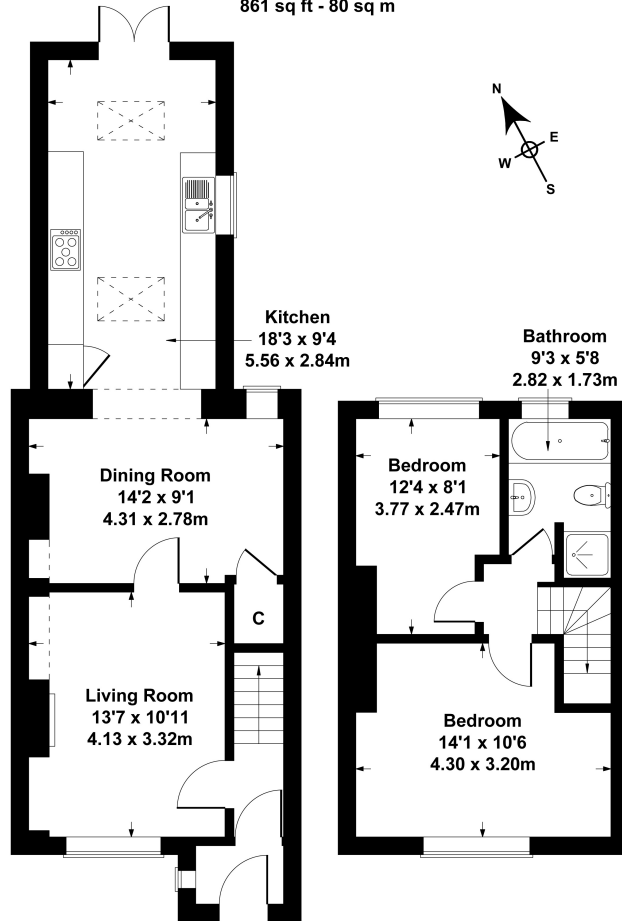 861 sq ft - 80 sq m
N
E
W
S
Kitchen
18'3 x 9'4
5.56 x 2.84m
Bathroom
9'3 x 5'8
2.82 x 1.73m
Dining Room
14'2 x 9'1
4.31 x 2.78m
Bedroom
12'4 x 8'1
3.77 x 2.47m
C
Living Room
13'7 x 10'11
4.13 x 3.32m
Bedroom
14'1 x 10'6
4.30 x 3.20m